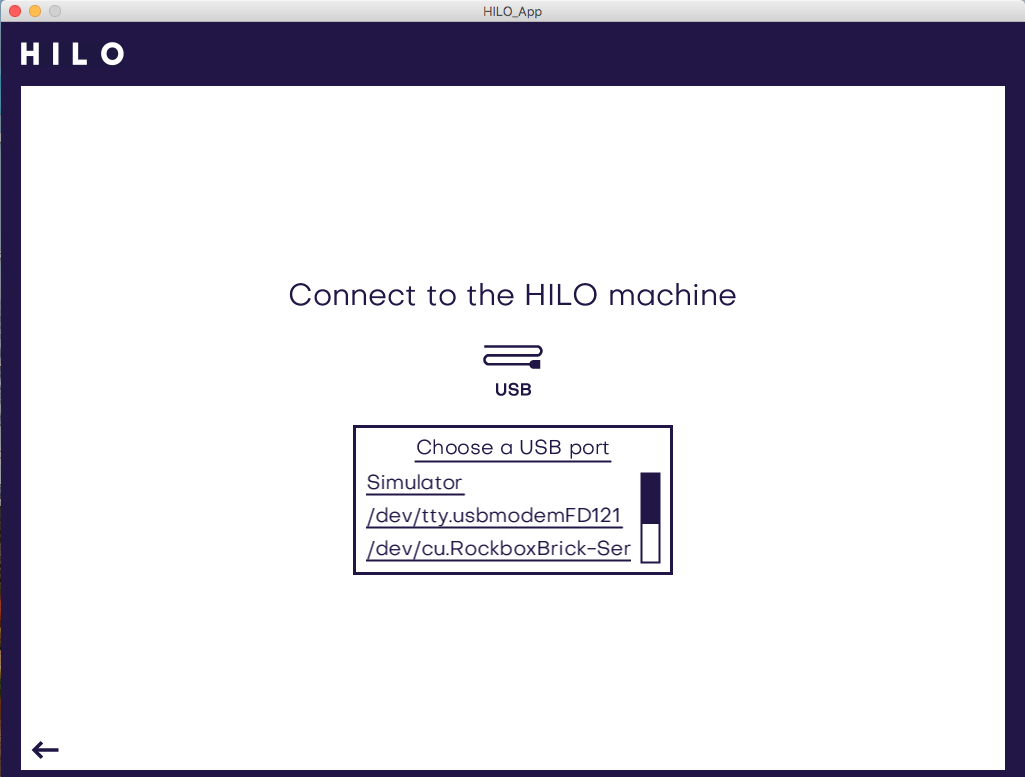 HILO_App
HILO
Connect to the HILO machine
USB
Choose a USB port
Simulator
/dev/tty.usbmodemFD121
/dev/cu.RockboxBrick-Ser